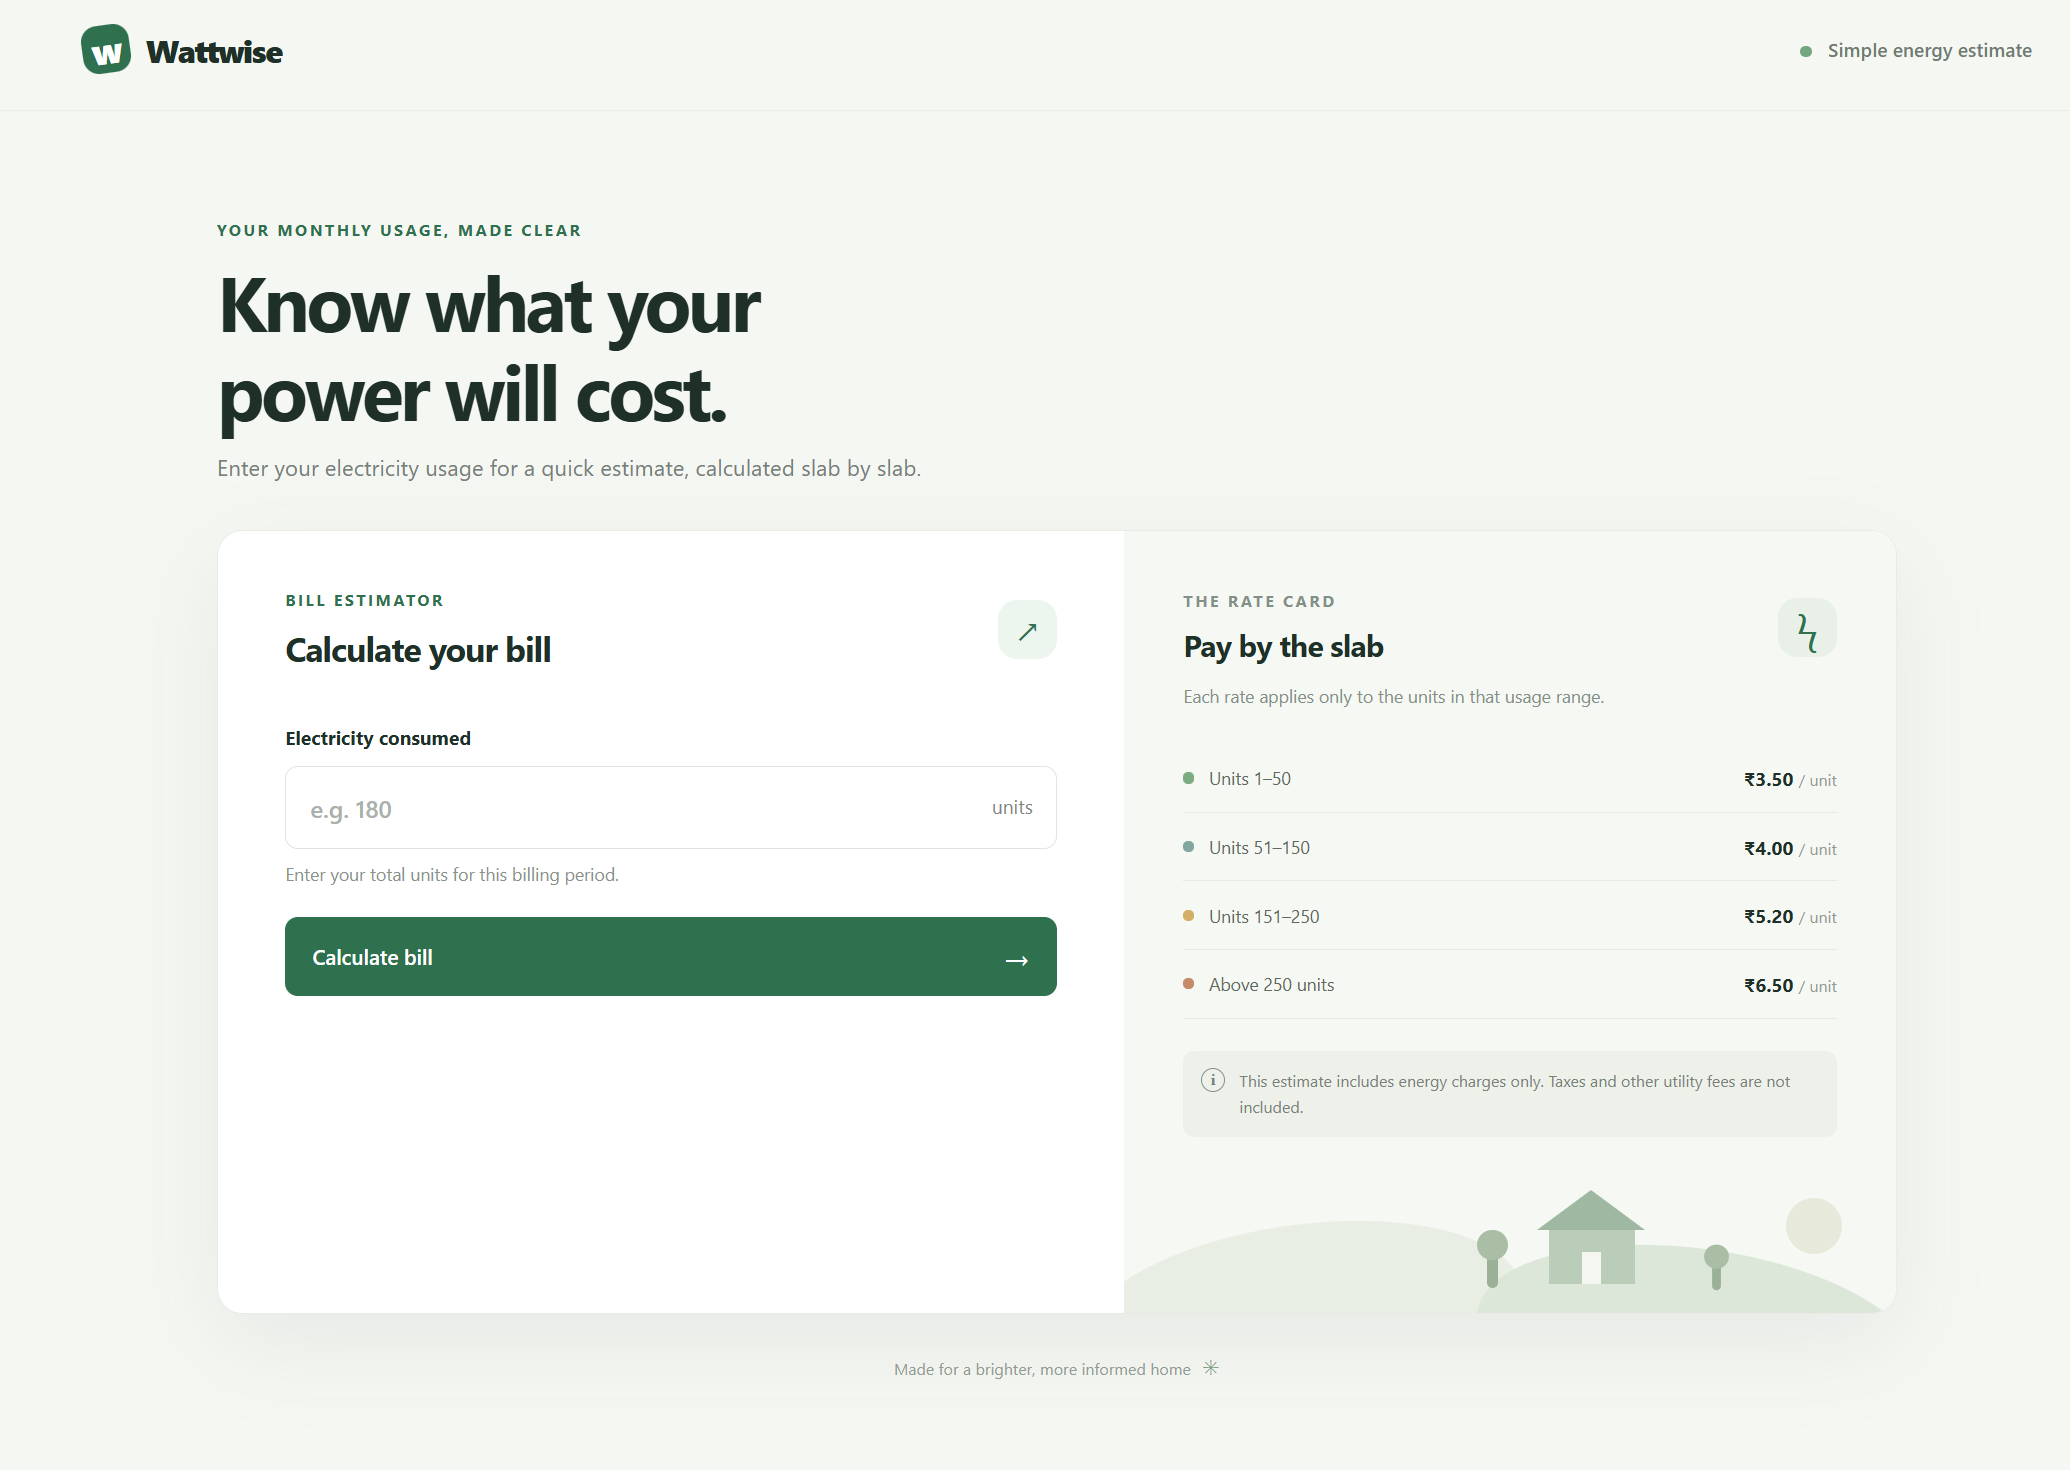 w Wattwise
Simple energy estimate
YOUR MONTHLY USAGE, MADE CLEAR
Know what your
power will cost.
Enter your electricity usage for a quick estimate, calculated slab by slab.
BILL ESTIMATOR
Calculate your bill
↗
Electricity consumed
e.g. 180 units
Enter your total units for this billing period.
Calculate bill →
THE RATE CARD
Pay by the slab
Each rate applies only to the units in that usage range.
Units 1–50 ₹3.50 / unit
Units 51–150 ₹4.00 / unit
Units 151–250 ₹5.20 / unit
Above 250 units ₹6.50 / unit
i This estimate includes energy charges only. Taxes and other utility fees are not
included.
Made for a brighter, more informed home ✳